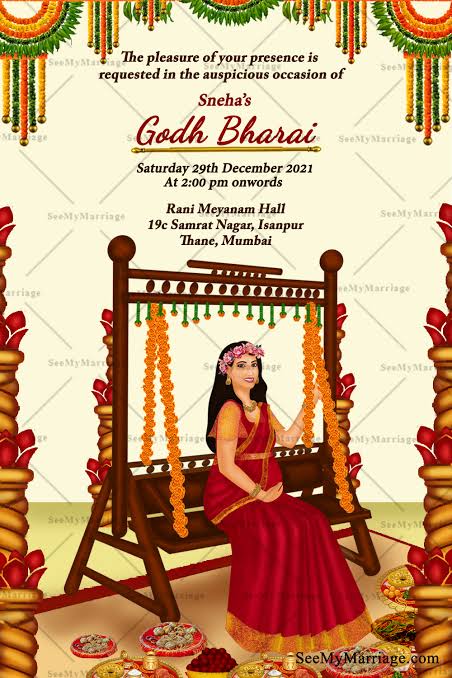 The pleasure of your presence is
requested in the auspicious occasion of
Sneha's
Godh Bharai
Saturday 29th December 2021
At 2:00 pm onwords
Rani Meyanam Hall
19c Samrat Nagar, Isanpur
Thane, Mumbai
SeeMyMarriage.com